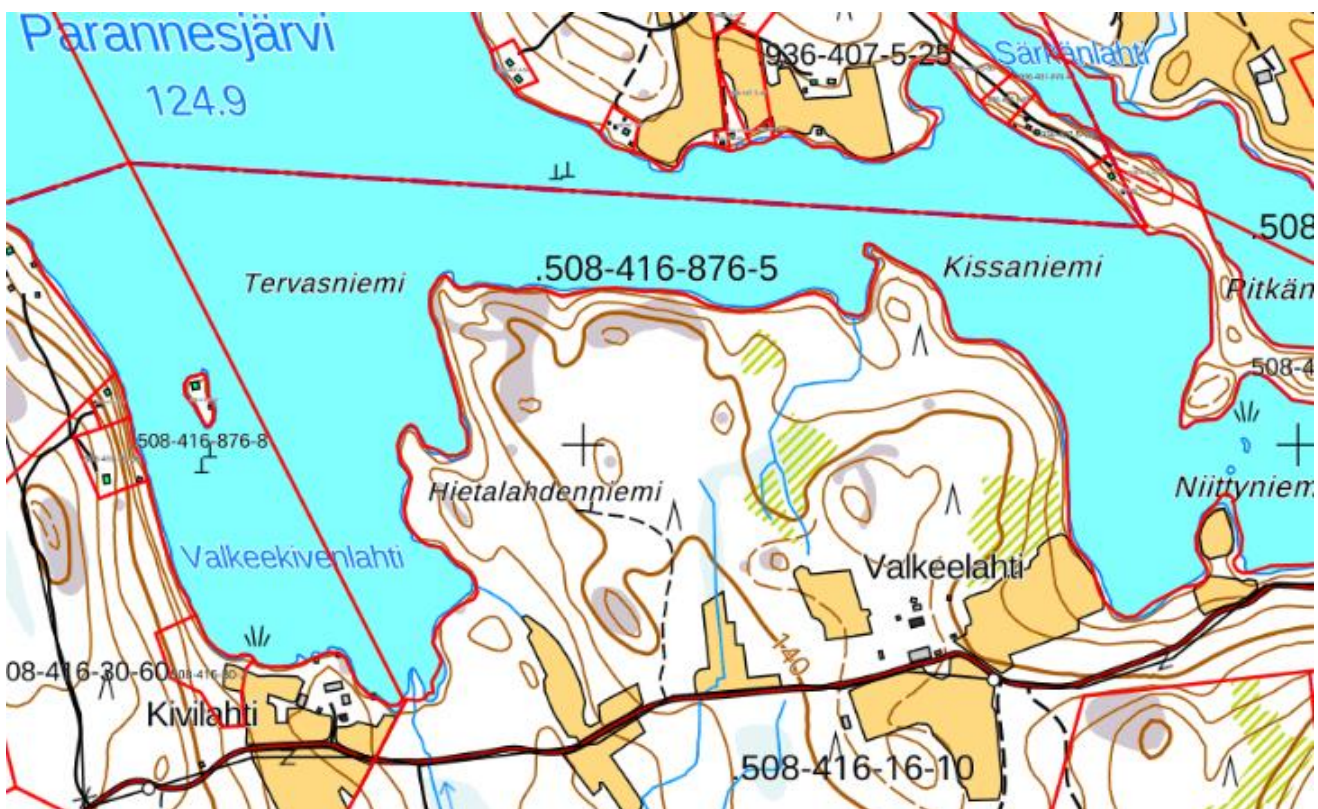 Parannesjärvi
124.9
.936-407-5-25
Särkänlahti
.508
Tervasniemi
.508-416-876-5
Kissaniemi
Pitkän
508-4
508-416-876-8
Hietalahdenniemi
Niittyniem
Valkeekivenlahti
Valkeelahti
140
08-416-30-60
Kivilahti
.508-416-16-10